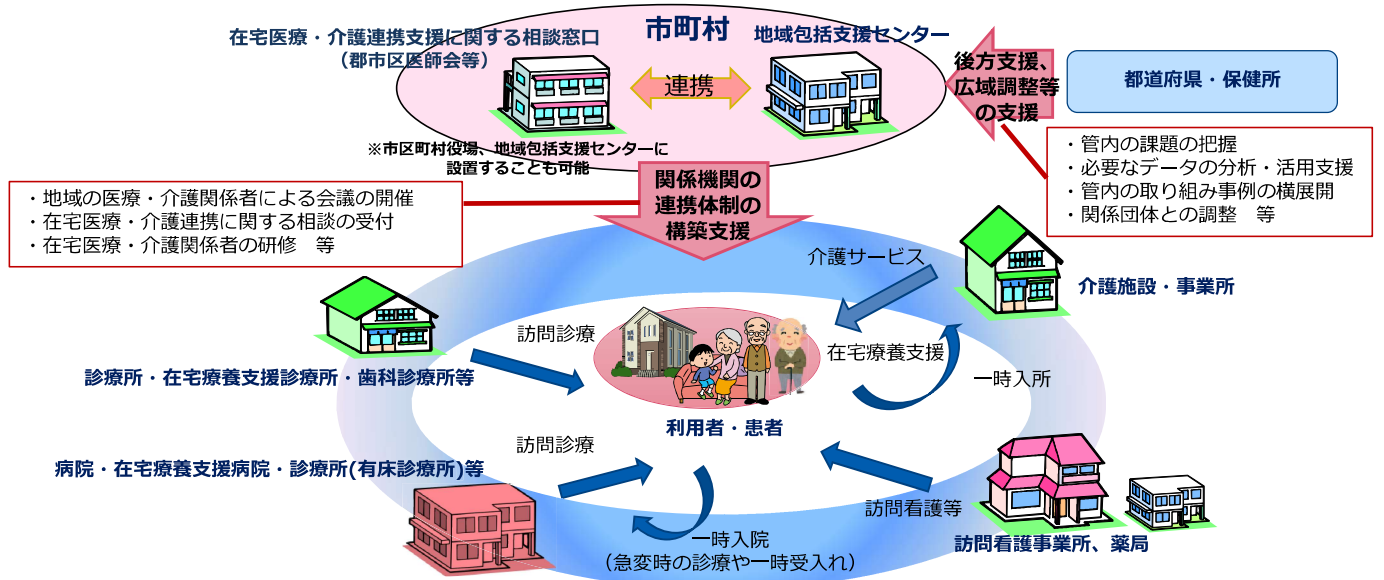 市町村
在宅医療・介護連携支援に関する相談窓口
（郡市区医師会等）
地域包括支援センター
連携
※市区町村役場、地域包括支援センターに
設置することも可能
後方支援、
広域調整等
の支援
都道府県・保健所
・管内の課題の把握
・必要なデータの分析・活用支援
・管内の取り組み事例の横展開
・関係団体との調整　等
関係機関の
連携体制の
構築支援
・地域の医療・介護関係者による会議の開催
・在宅医療・介護連携に関する相談の受付
・在宅医療・介護関係者の研修　等
介護サービス
介護施設・事業所
訪問診療
在宅療養支援
一時入所
診療所・在宅療養支援診療所・歯科診療所等
利用者・患者
訪問診療
病院・在宅療養支援病院・診療所(有床診療所)等
訪問看護等
一時入院
（急変時の診療や一時受入れ）
訪問看護事業所、薬局